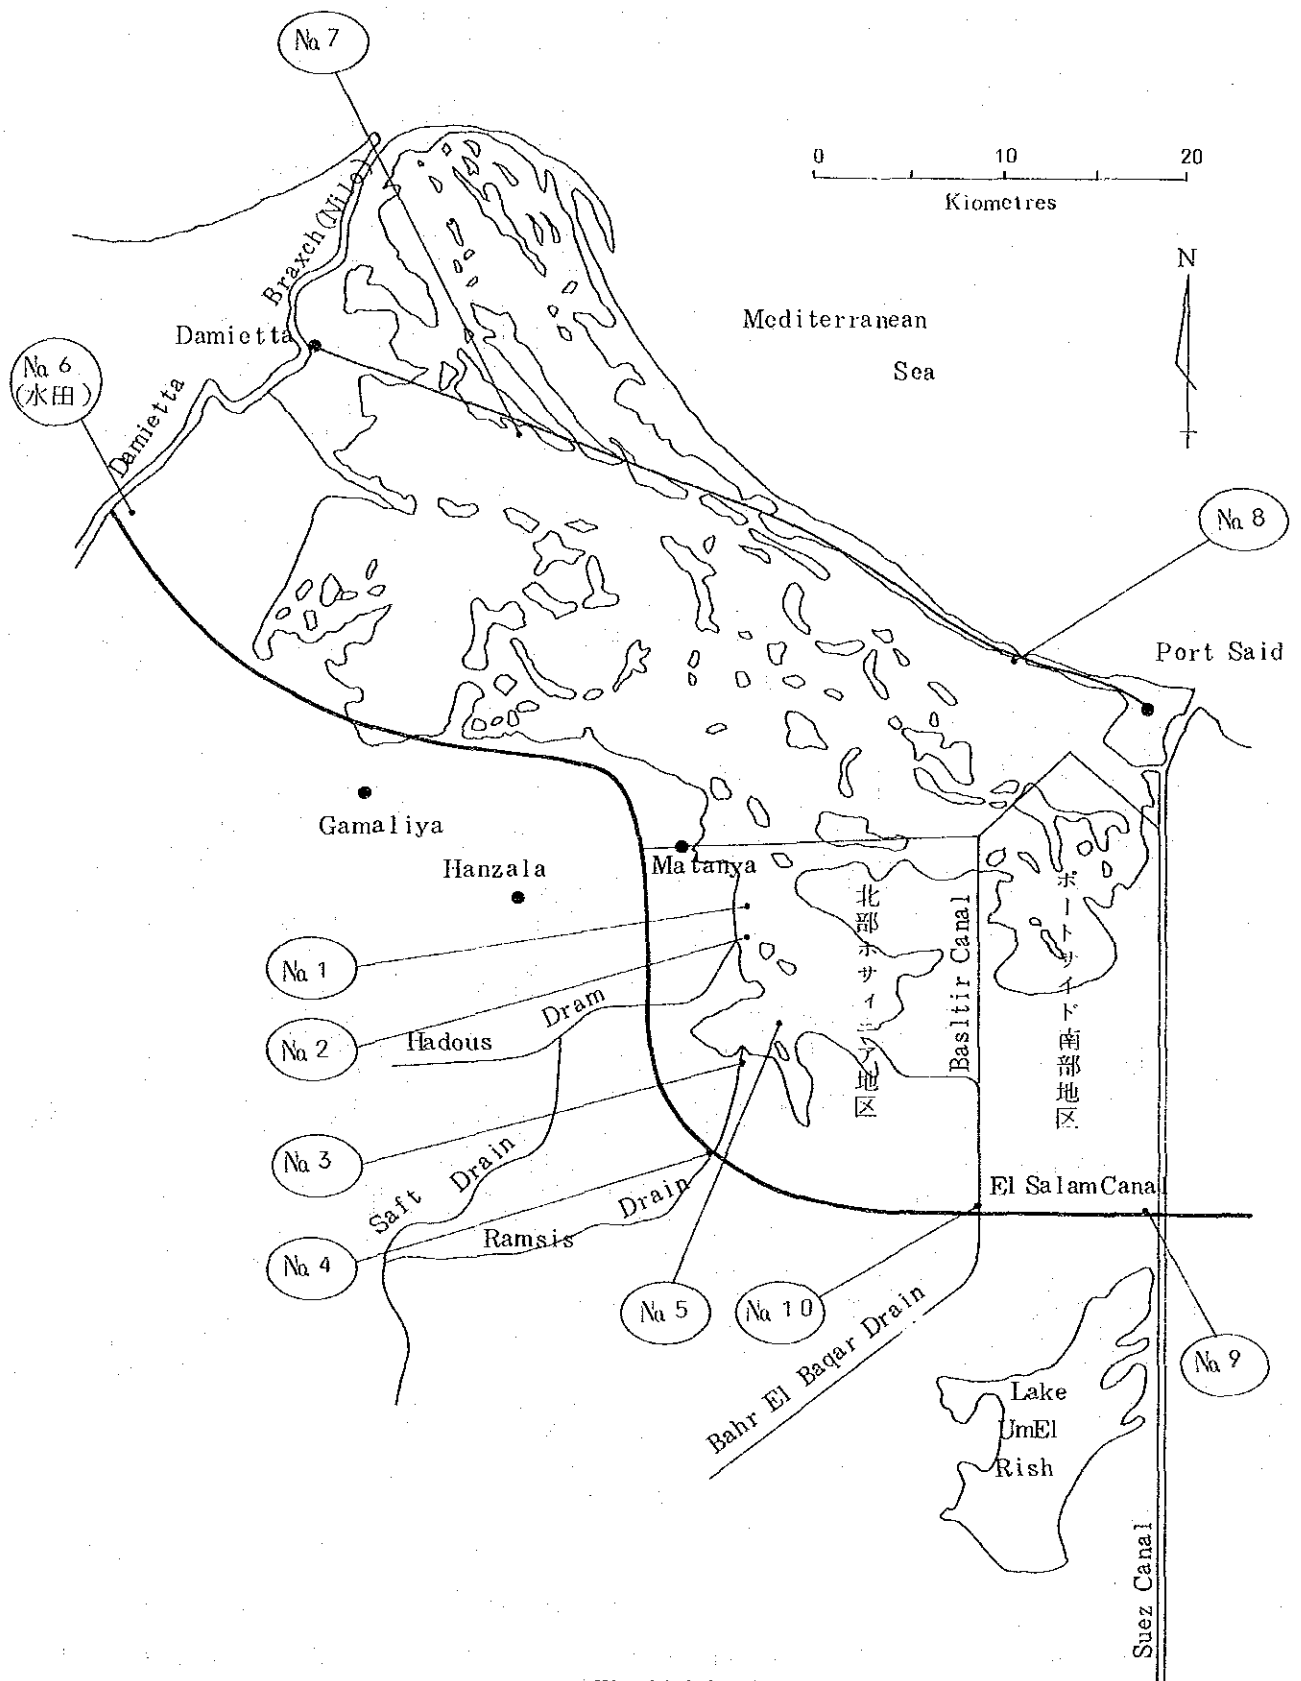 № 7
0 10 20
Kiometres
N
Braxch (Nilo)
Damietta
Mediterranean
Sea
№ 6
(水田)
Damietta
№ 8
Port Said
Gamaliya
Hanzala
Matanya
北部ホサイニア地区
Basltir Canal
ポートサイド南部地区
№ 1
Hadous Dram
№ 2
№ 3
Saft Drain
Ramsis Drain
№ 4
El Salam Canal
№ 5
№ 10
№ 9
Bahr El Baqar Drain
Lake
UmEl
Rish
Suez Canal